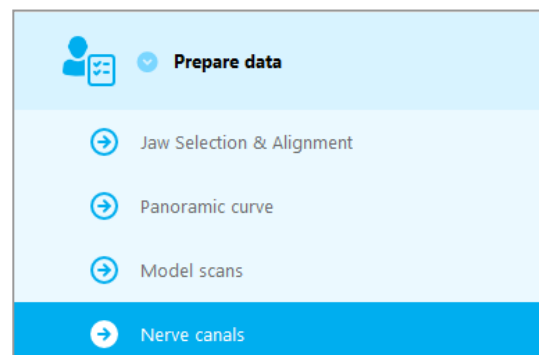 Prepare data
Jaw Selection & Alignment
Panoramic curve
Model scans
Nerve canals